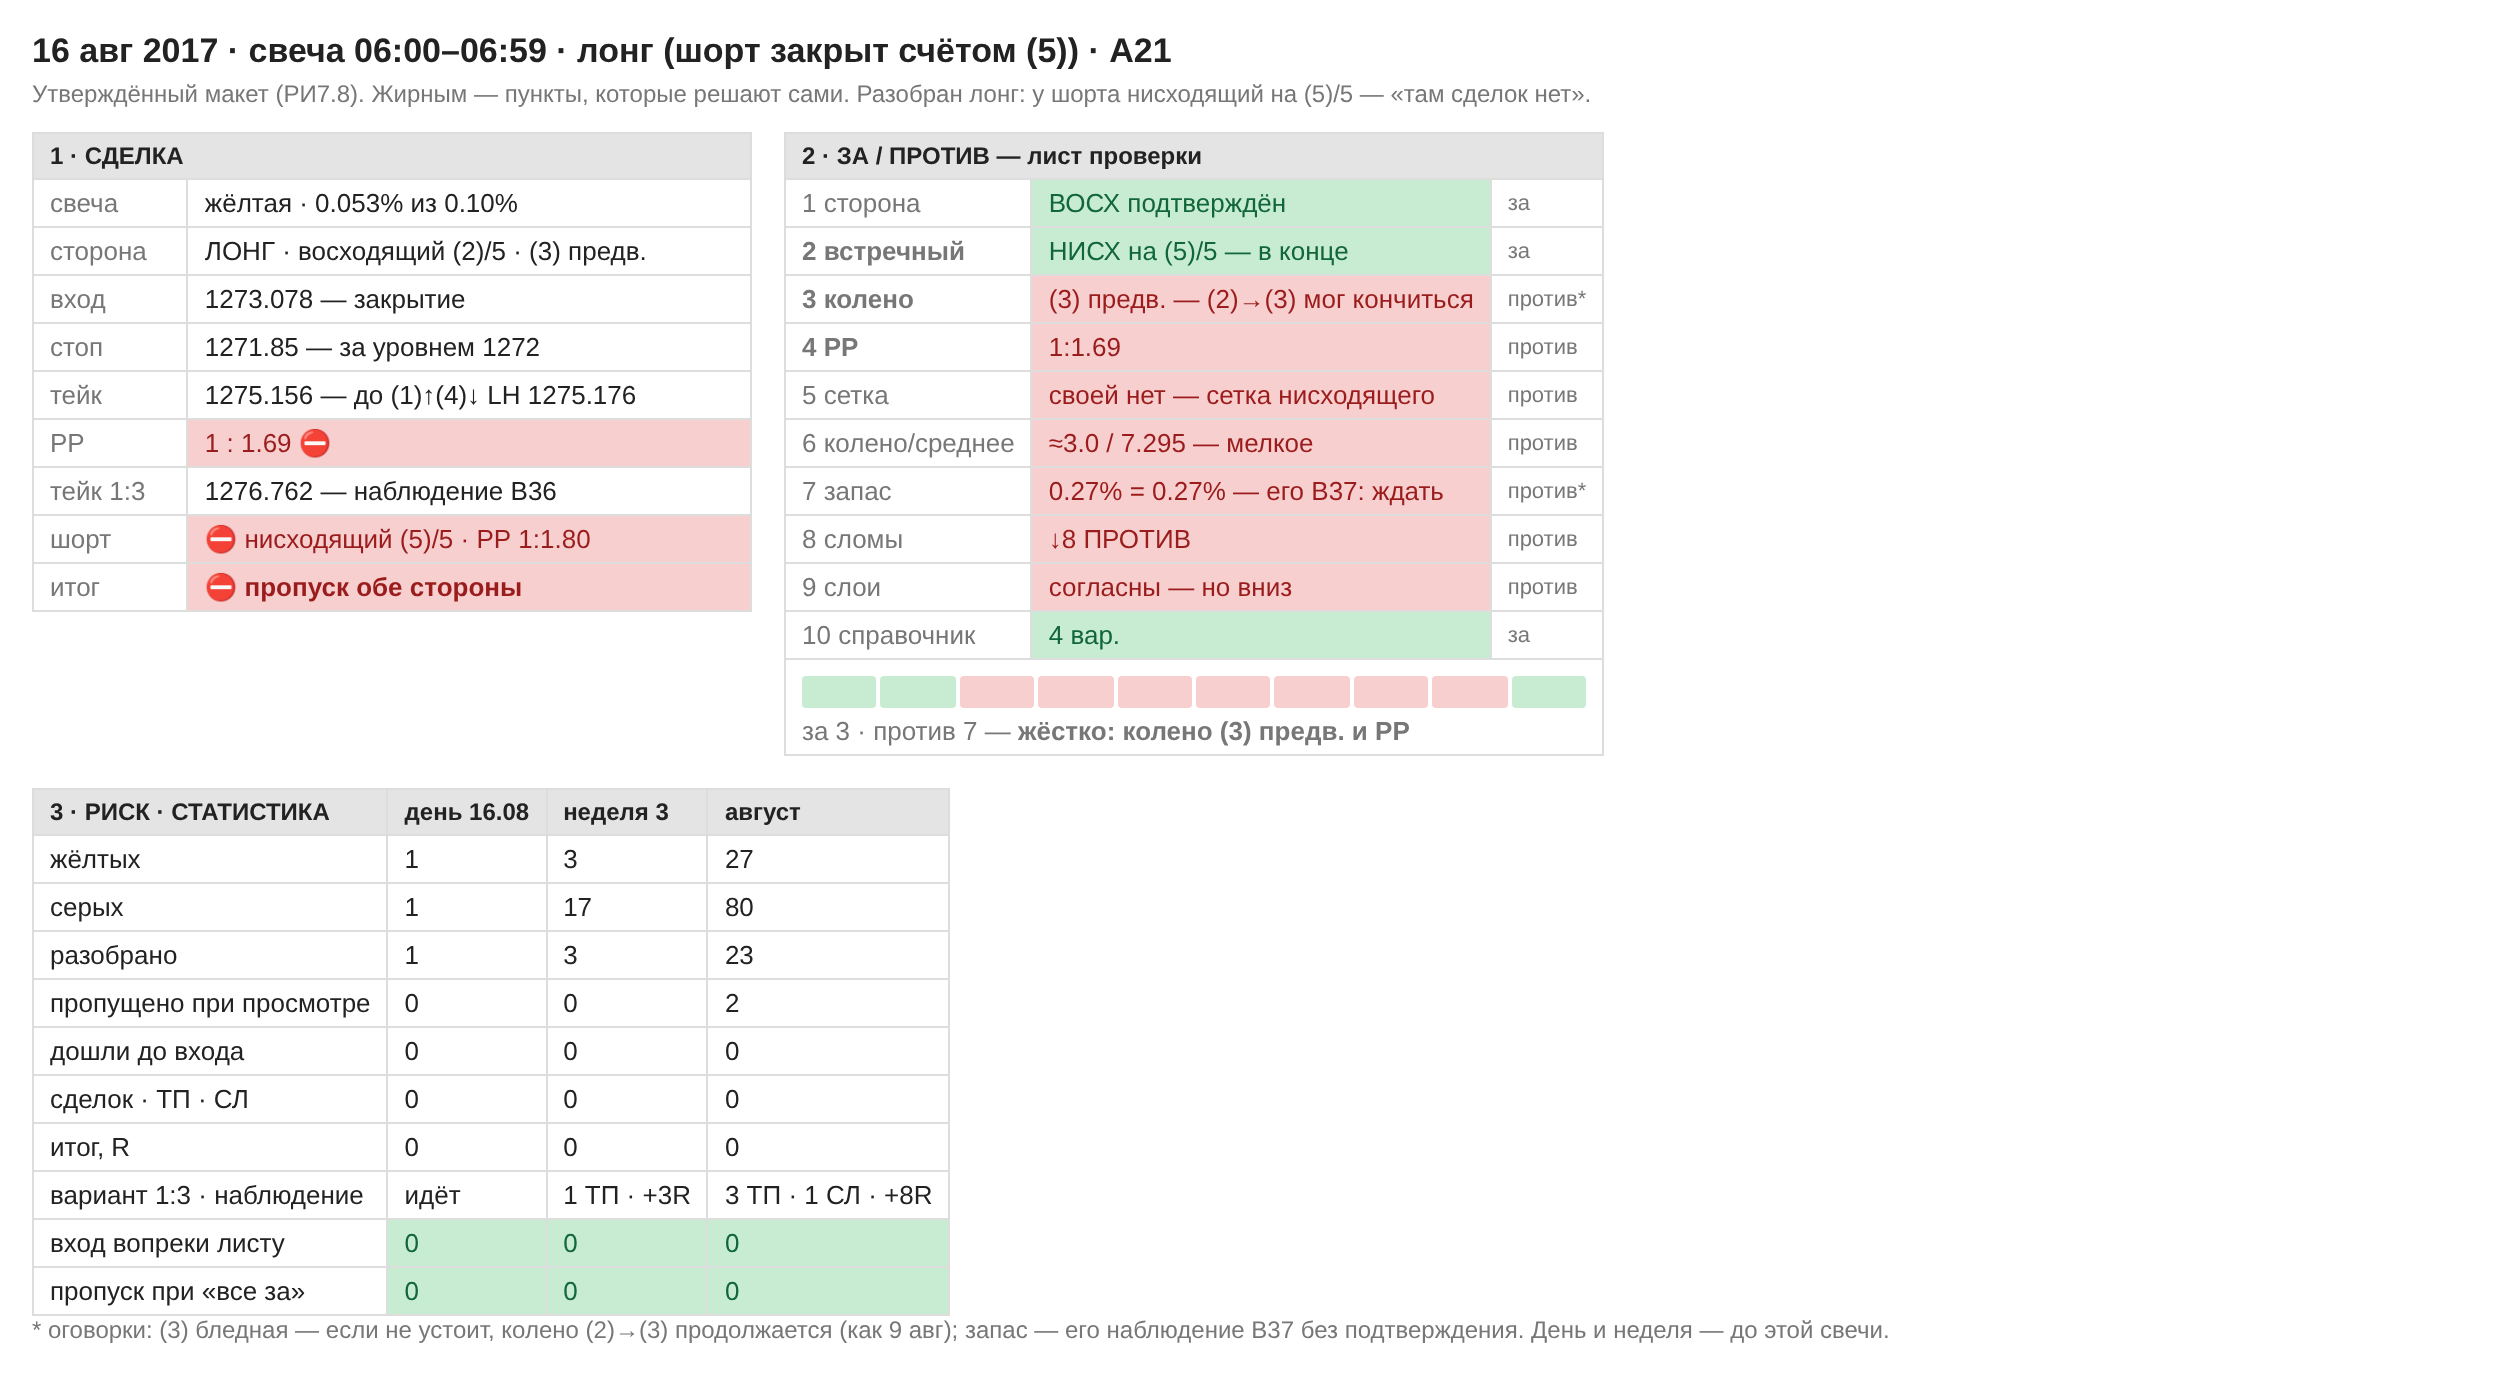 16 авг 2017 · свеча 06:00–06:59 · лонг (шорт закрыт счётом (5)) · А21
Утверждённый макет (РИ7.8). Жирным — пункты, которые решают сами. Разобран лонг: у шорта нисходящий на (5)/5 — «там сделок нет».
1 · СДЕЛКА
свеча жёлтая · 0.053% из 0.10%
сторона ЛОНГ · восходящий (2)/5 · (3) предв.
вход 1273.078 — закрытие
стоп 1271.85 — за уровнем 1272
тейк 1275.156 — до (1)↑(4)↓ LH 1275.176
РР 1 : 1.69 ⛔
тейк 1:3 1276.762 — наблюдение В36
шорт ⛔ нисходящий (5)/5 · РР 1:1.80
итог ⛔ пропуск обе стороны
2 · ЗА / ПРОТИВ — лист проверки
1 сторона ВОСХ подтверждён за
2 встречный НИСХ на (5)/5 — в конце за
3 колено (3) предв. — (2)→(3) мог кончиться против*
4 РР 1:1.69 против
5 сетка своей нет — сетка нисходящего против
6 колено/среднее ≈3.0 / 7.295 — мелкое против
7 запас 0.27% = 0.27% — его В37: ждать против*
8 сломы ↓8 ПРОТИВ против
9 слои согласны — но вниз против
10 справочник 4 вар. за
за 3 · против 7 — жёстко: колено (3) предв. и РР
3 · РИСК · СТАТИСТИКА день 16.08 неделя 3 август
жёлтых 1 3 27
серых 1 17 80
разобрано 1 3 23
пропущено при просмотре 0 0 2
дошли до входа 0 0 0
сделок · ТП · СЛ 0 0 0
итог, R 0 0 0
вариант 1:3 · наблюдение идёт 1 ТП · +3R 3 ТП · 1 СЛ · +8R
вход вопреки листу 0 0 0
пропуск при «все за» 0 0 0
* оговорки: (3) бледная — если не устоит, колено (2)→(3) продолжается (как 9 авг); запас — его наблюдение В37 без подтверждения. День и неделя — до этой свечи.